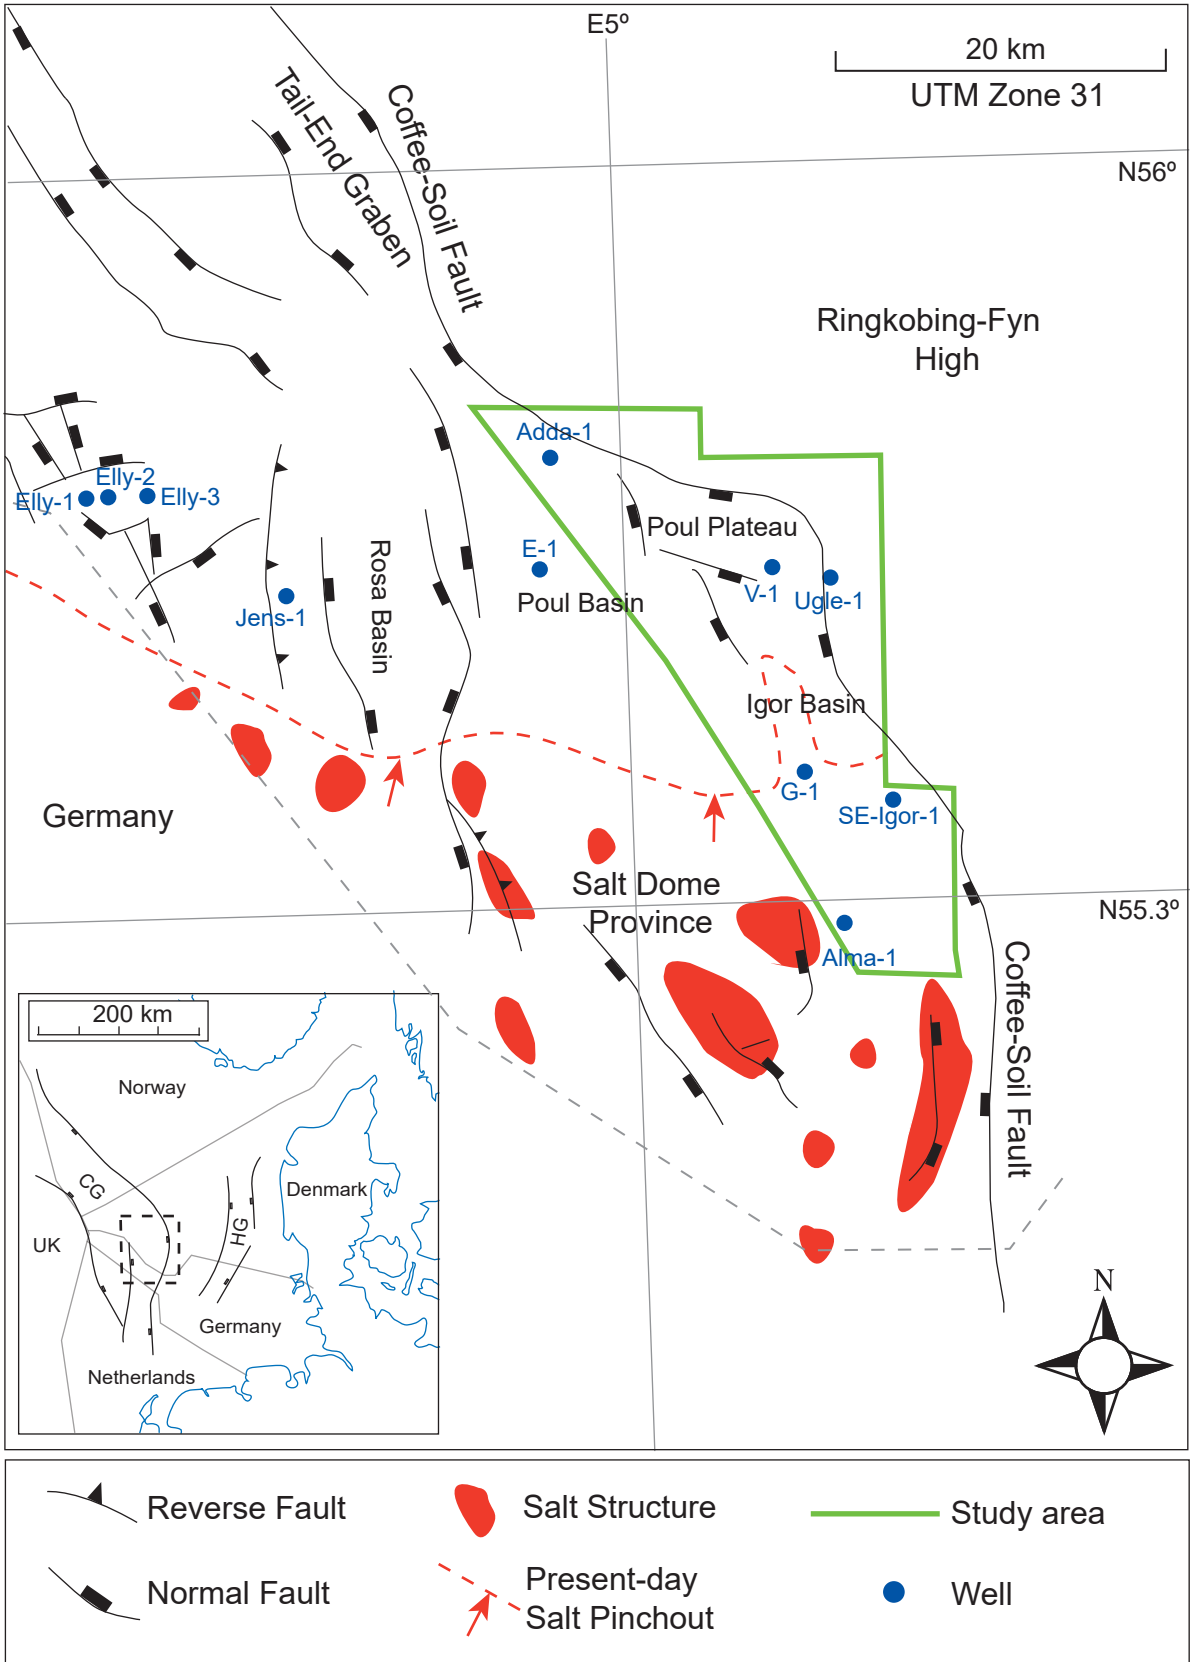 E5º
20 km
UTM Zone 31
Tail-End Graben
Coffee-Soil Fault
N56º
Ringkobing-Fyn
High
Adda-1
Elly-1
Elly-2
Elly-3
Poul Plateau
E-1
V-1
Ugle-1
Poul Basin
Jens-1
Rosa Basin
Igor Basin
G-1
SE-Igor-1
Germany
Salt Dome
Province
N55.3º
Alma-1
Coffee-Soil Fault
200 km
Norway
CG
Denmark
HG
UK
Germany
Netherlands
N
Reverse Fault
Salt Structure
Study area
Normal Fault
Present-day
Salt Pinchout
Well